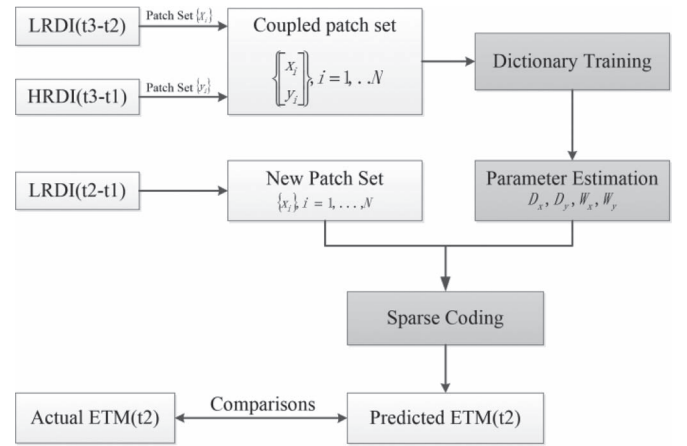 LRDI(t3-t2)
Patch Set {x_i}
HRDI(t3-t1)
Patch Set {y_i}
Coupled patch set
{[x_i
y_i]}, i = 1, . .N
Dictionary Training
LRDI(t2-t1)
New Patch Set
{x_i}, i = 1, . . . ,N
Parameter Estimation
D_x, D_y, W_x, W_y
Sparse Coding
Actual ETM(t2)
Comparisons
Predicted ETM(t2)